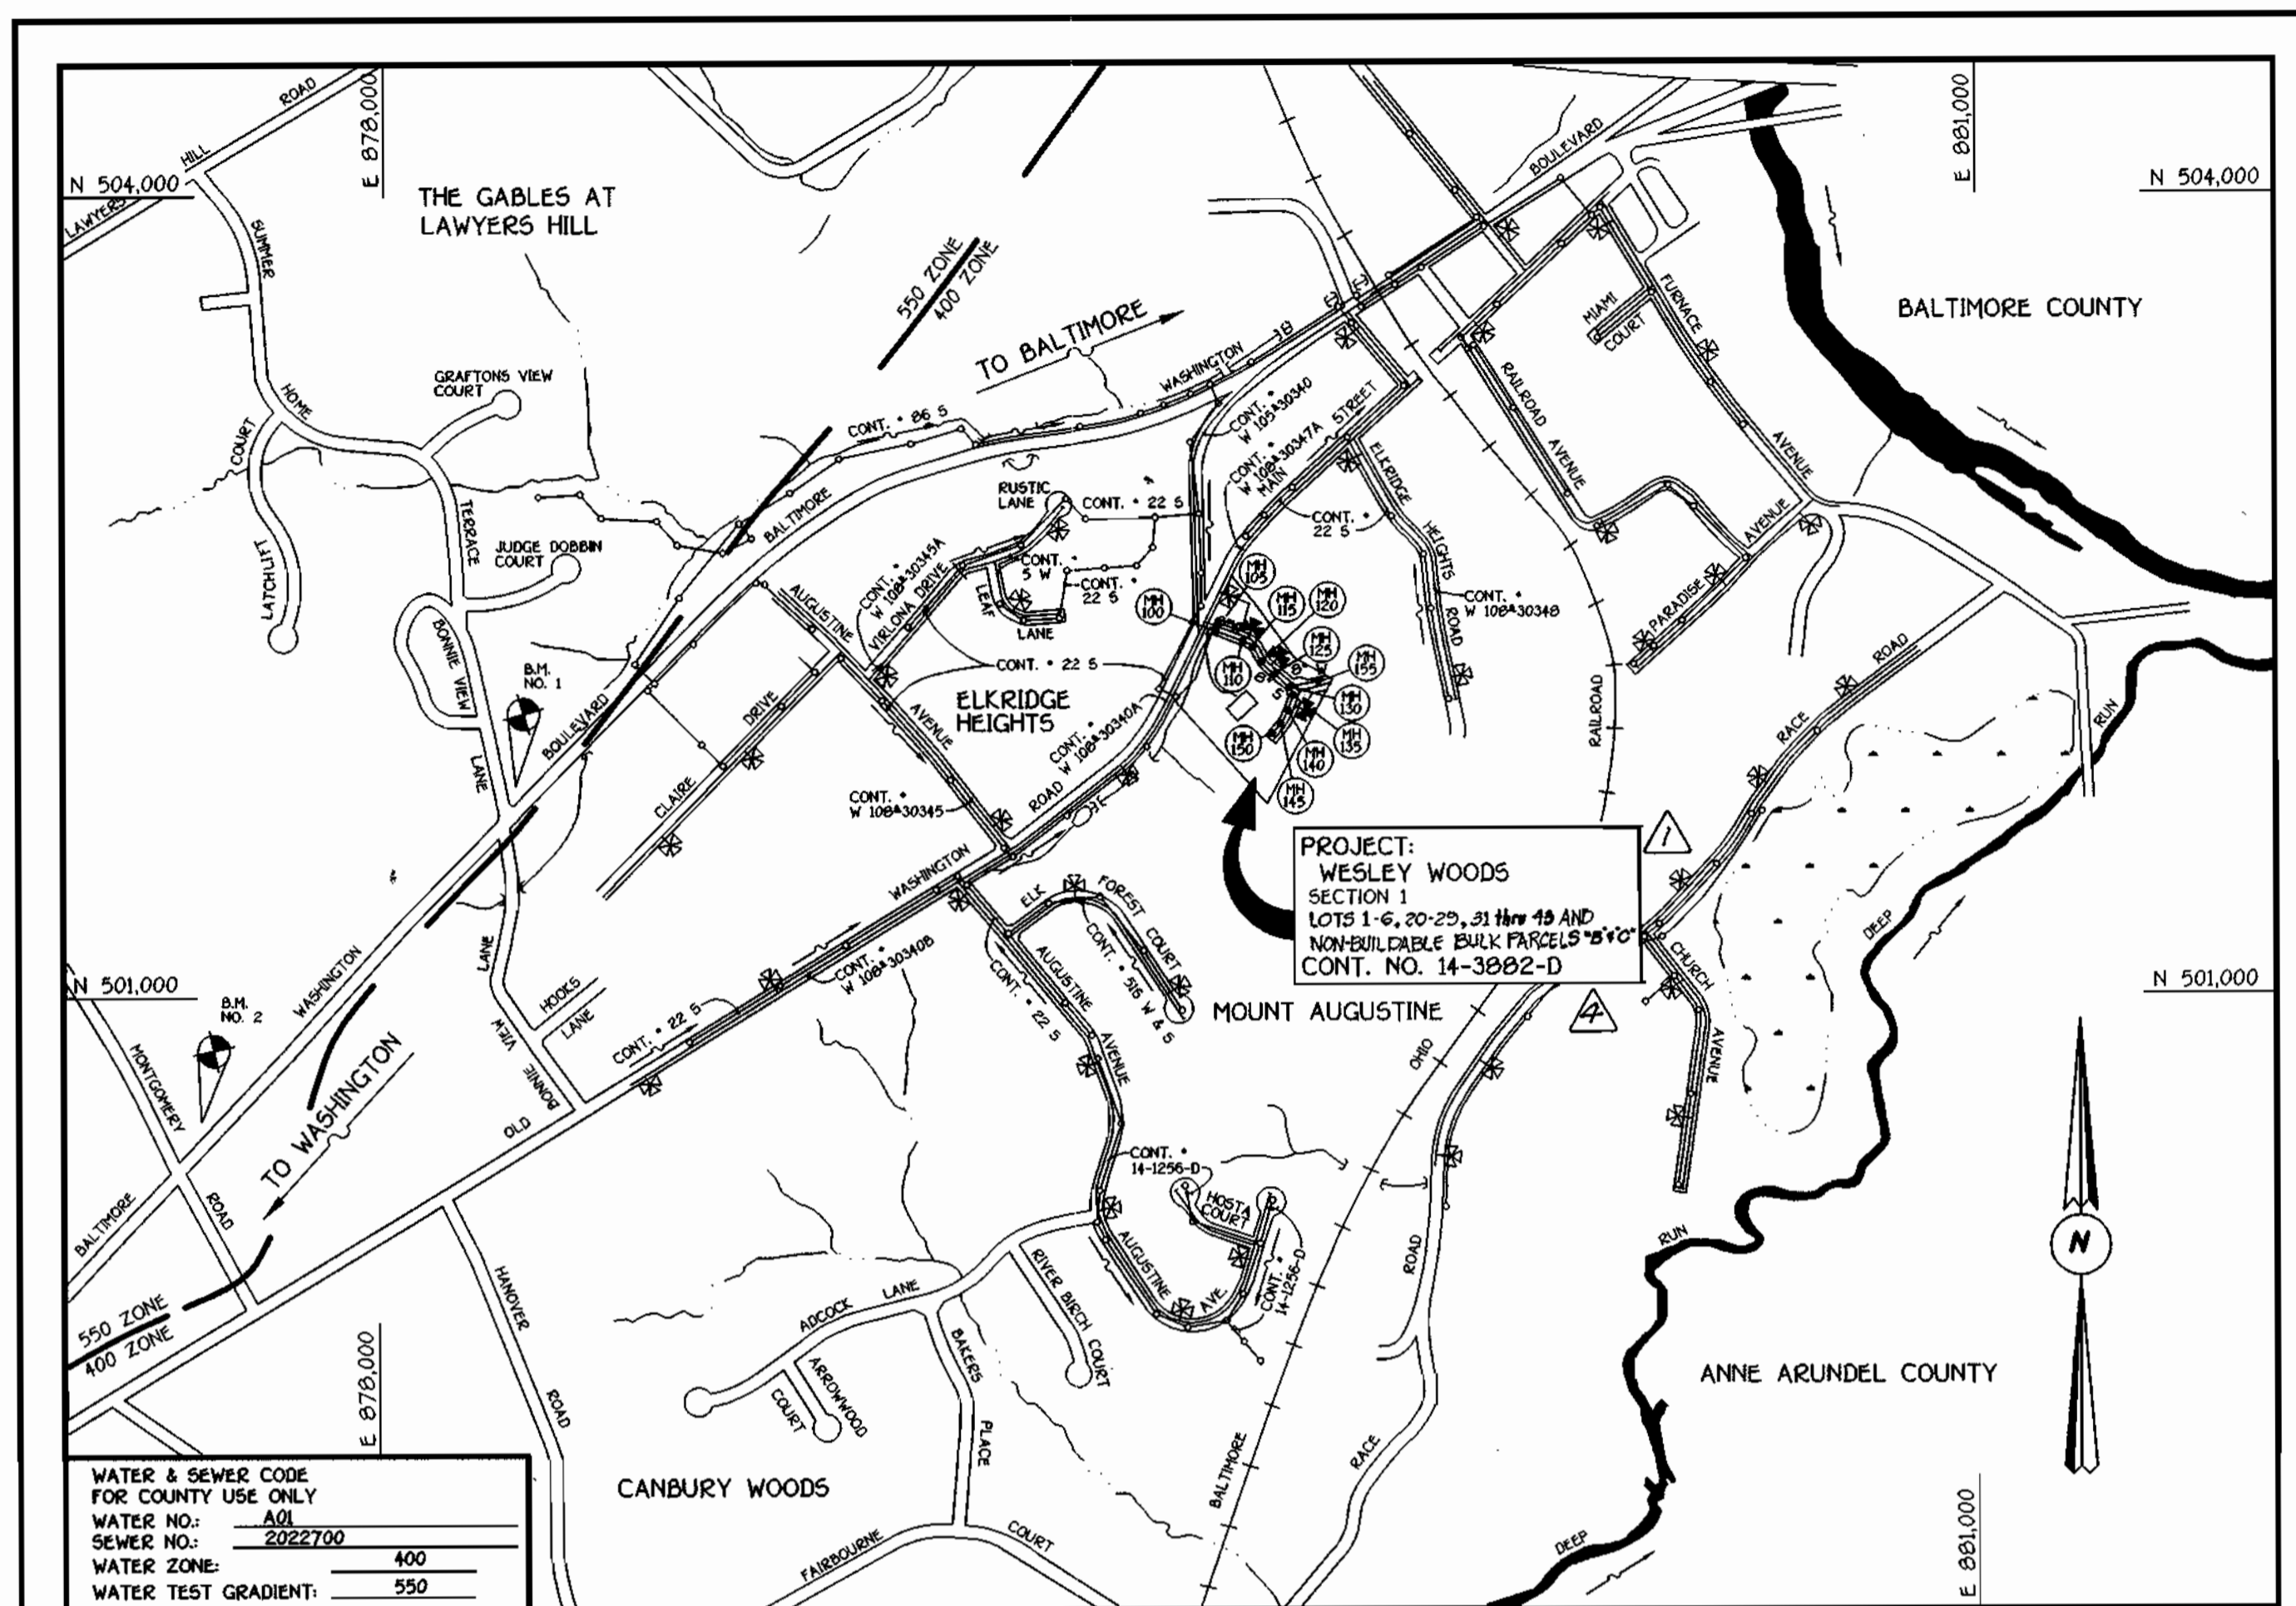 LAWYERS HILL ROAD
E 878,000
N 504,000
THE GABLES AT
LAWYERS HILL
550 ZONE
400 ZONE
TO BALTIMORE
BOULEVARD
E 881,000
N 504,000
BALTIMORE COUNTY
SUMMER
HOME
TERRACE
LANE
GRAFTONS VIEW
COURT
LATCHLIFT
COURT
JUDGE DOBBIN
COURT
BONNIE VIEW
B.M.
NO. 1
CONT. # 86 S
WASHINGTON
BALTIMORE
BOULEVARD
WASHINGTON
BALTIMORE
CONT. #
W 105&30340
CONT. #
W 108&30347A
MAIN STREET
MIAMI
COURT
FURNACE
AVENUE
RAILROAD AVENUE
PARADISE AVENUE
ELKRIDGE HEIGHTS ROAD
CONT. #
W 108&30348
CONT. #
22 S
RUSTIC
LANE
CONT. # 22 S
CONT. #
5 W
CONT. #
22 S
LEAF
LANE
CONT. #
W 108&30345A
VIRLONA DRIVE
AUGUSTINE
AVENUE
CLAIRE DRIVE
CONT. # 22 S
ELKRIDGE
HEIGHTS
CONT. #
W 108&30340A
CONT. #
W 108&30345
MH
100
MH
105
MH
110
MH
115
MH
120
MH
125
MH
130
MH
135
MH
140
MH
145
MH
150
MH
155
8" W
8" S
PROJECT:
WESLEY WOODS
SECTION 1
LOTS 1-6, 20-29, 31 thru 43 AND
NON-BUILDABLE BULK PARCELS "B"&"C"
CONT. NO. 14-3882-D
1
4
RAILROAD
OHIO
BALTIMORE
RACE ROAD
CHURCH
AVENUE
DEEP
RUN
N 501,000
B.M.
NO. 2
MONTGOMERY
ROAD
TO WASHINGTON
550 ZONE
400 ZONE
LANE
VIEW
BONNIE
HOOKS
LANE
OLD
WASHINGTON
ROAD
CONT. # 22 S
CONT. #
W 108&30340B
ELK FOREST COURT
CONT. # 516 W & S
AUGUSTINE
AVENUE
CONT. # 22 S
MOUNT AUGUSTINE
N 501,000
CONT. #
14-1256-D
HOSTA
COURT
CONT. #
14-1256-D
AUGUSTINE AVE.
RIVER BIRCH COURT
ADCOCK LANE
ARROWWOOD
COURT
BAKERS
PLACE
HANOVER
ROAD
CANBURY WOODS
FAIRBOURNE
COURT
RACE
ROAD
RUN
DEEP
ANNE ARUNDEL COUNTY
N
E 878,000
E 881,000
WATER & SEWER CODE
FOR COUNTY USE ONLY
WATER NO.: A01
SEWER NO.: 2022700
WATER ZONE: 400
WATER TEST GRADIENT: 550